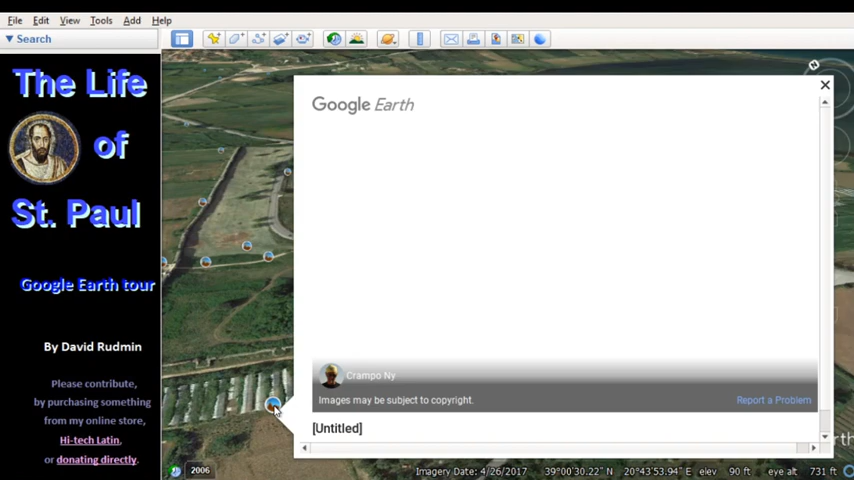 File Edit View Tools Add Help
Search
The Life
of
St. Paul
Google Earth tour
By David Rudmin
Please contribute,
by purchasing something
from my online store,
Hi-tech Latin,
or donating directly.
Google Earth
Crampo Ny
Images may be subject to copyright. Report a Problem
[Untitled]
2006
Imagery Date: 4/26/2017 39°00'30.22" N 20°43'53.94" E elev 90 ft eye alt 731 ft